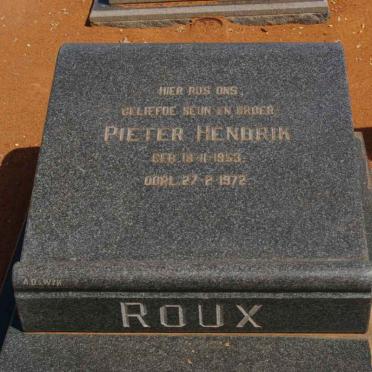 HIER RUS ONS
GELIEFDE SEUN EN BROER
PIETER HENDRIK
GEB. 18-11-1953
OORL. 27-2-1972
ROUX